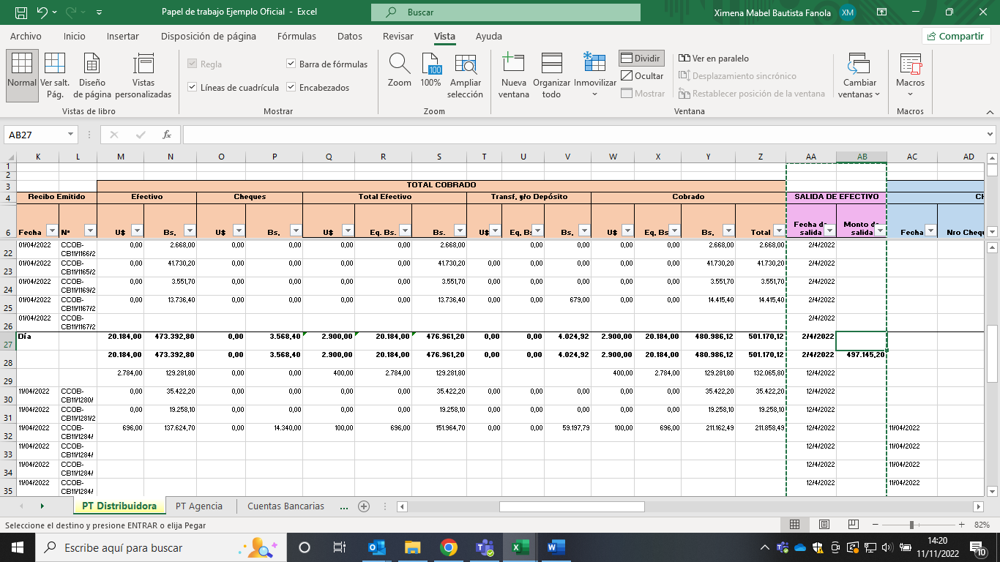 Papel de trabajo Ejemplo Oficial - Excel
Buscar
Ximena Mabel Bautista Fanola
XM
Archivo Inicio Insertar Disposición de página Fórmulas Datos Revisar Vista Ayuda
Compartir
Normal
Ver salt. Pág.
Diseño de página
Vistas personalizadas
Vistas de libro
Regla
Barra de fórmulas
Líneas de cuadrícula
Encabezados
Mostrar
Zoom
100
100%
Ampliar selección
Zoom
Nueva ventana
Organizar todo
Inmovilizar
Dividir
Ocultar
Mostrar
Ver en paralelo
Desplazamiento sincrónico
Restablecer posición de la ventana
Cambiar ventanas
Ventana
Macros
Macros
AB27
fx
K L M N O P Q R S T U V W X Y Z AA AB AC AD
1
2
3 TOTAL COBRADO
4 Recibo Emitido Efectivo Cheques Total Efectivo Transf. y/o Depósito Cobrado SALIDA DE EFECTIVO CH
6 Fecha Nº U$ Bs. U$ Bs. U$ Eq. Bs. Bs. U$ Eq. Bs Bs. U$ Eq. Bs Bs. Total Fecha de salida Monto de salida Fecha Nro Chequ
22 01/04/2022 CCOB-CB11/1166/2 0,00 2.668,00 0,00 0,00 0,00 0,00 2.668,00 0,00 0,00 0,00 0,00 2.668,00 2.668,00 2/4/2022
23 01/04/2022 CCOB-CB11/1165/2 0,00 41.730,20 0,00 0,00 0,00 0,00 41.730,20 0,00 0,00 0,00 0,00 0,00 41.730,20 41.730,20 2/4/2022
24 01/04/2022 CCOB-CB11/1169/2 0,00 3.551,70 0,00 0,00 0,00 0,00 3.551,70 0,00 0,00 0,00 0,00 0,00 3.551,70 3.551,70 2/4/2022
25 01/04/2022 CCOB-CB11/1167/2 0,00 13.736,40 0,00 0,00 0,00 0,00 13.736,40 0,00 0,00 679,00 0,00 0,00 14.415,40 14.415,40 2/4/2022
26 01/04/2022 CCOB-CB11/1167/2 2/4/2022
27 Día 20.184,00 473.392,80 0,00 3.568,40 2.900,00 20.184,00 476.961,20 0,00 0,00 4.024,92 2.900,00 20.184,00 480.986,12 501.170,12 2/4/2022
28 20.184,00 473.392,80 0,00 3.568,40 2.900,00 20.184,00 476.961,20 0,00 0,00 4.024,92 2.900,00 20.184,00 480.986,12 501.170,12 2/4/2022 497.145,20
29 2.784,00 129.281,80 0,00 0,00 400,00 2.784,00 129.281,80 400,00 2.784,00 129.281,80 132.065,80 12/4/2022
30 11/04/2022 CCOB-CB11/1280/ 0,00 35.422,20 0,00 0,00 0,00 0,00 35.422,20 0,00 0,00 0,00 0,00 0,00 35.422,20 35.422,20 12/4/2022
31 11/04/2022 CCOB-CB11/1281/2 0,00 19.258,10 0,00 0,00 0,00 0,00 19.258,10 0,00 0,00 0,00 0,00 0,00 19.258,10 19.258,10 12/4/2022
32 11/04/2022 CCOB-CB11/1284/ 696,00 137.624,70 0,00 14.340,00 100,00 696,00 151.964,70 0,00 0,00 59.197,79 100,00 696,00 211.162,49 211.858,49 12/4/2022 11/04/2022
33 11/04/2022 CCOB-CB11/1284/ 12/4/2022 11/04/2022
34 11/04/2022 CCOB-CB11/1284/ 12/4/2022 11/04/2022
35 11/04/2022 CCOB-CB11/1284/ 12/4/2022 11/04/2022
PT Distribuidora PT Agencia Cuentas Bancarias ...
Seleccione el destino y presione ENTRAR o elija Pegar
82%
Escribe aquí para buscar
14:20
11/11/2022
10